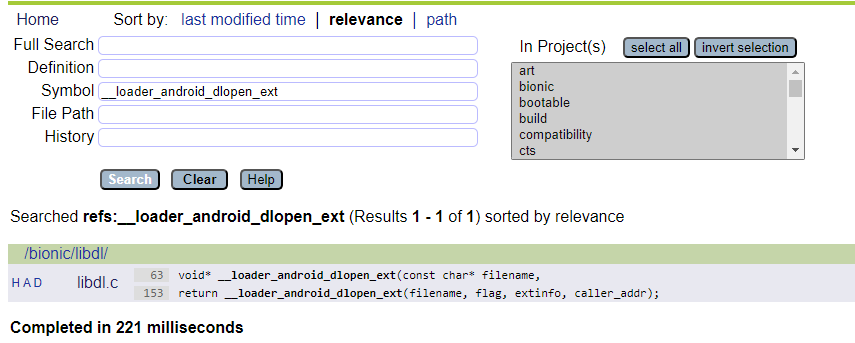 Home Sort by: last modified time | relevance | path
Full Search
Definition
Symbol __loader_android_dlopen_ext
File Path
History
In Project(s) select all invert selection
art
bionic
bootable
build
compatibility
cts
Search Clear Help
Searched refs:__loader_android_dlopen_ext (Results 1 - 1 of 1) sorted by relevance
/bionic/libdl/
H A D libdl.c 63 void* __loader_android_dlopen_ext(const char* filename,
153 return __loader_android_dlopen_ext(filename, flag, extinfo, caller_addr);
Completed in 221 milliseconds